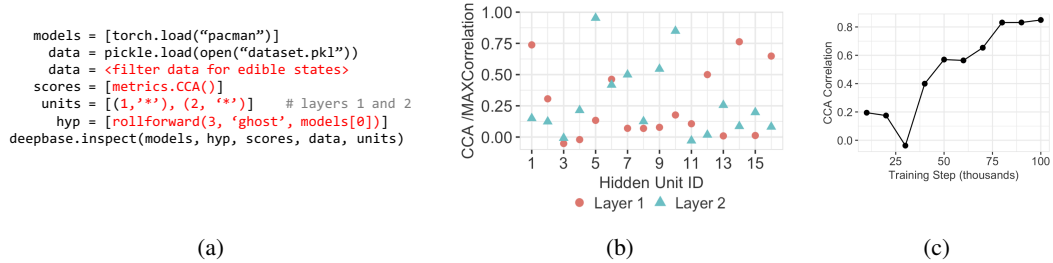 models = [torch.load(“pacman”)]
data = pickle.load(open(“dataset.pkl”))
data = <filter data for edible states>
scores = [metrics.CCA()]
units = [(1,’*’), (2, ‘*’)] # layers 1 and 2
hyp = [rollforward(3, ‘ghost’, models[0])]
deepbase.inspect(models, hyp, scores, data, units)
(a)
CCA /MAXCorrelation
1.00
0.75
0.50
0.25
0.00
1 3 5 7 9 11 13 15
Hidden Unit ID
Layer 1 Layer 2
(b)
CCA Correlation
0.8
0.6
0.4
0.2
0.0
25 50 75 100
Training Step (thousands)
(c)